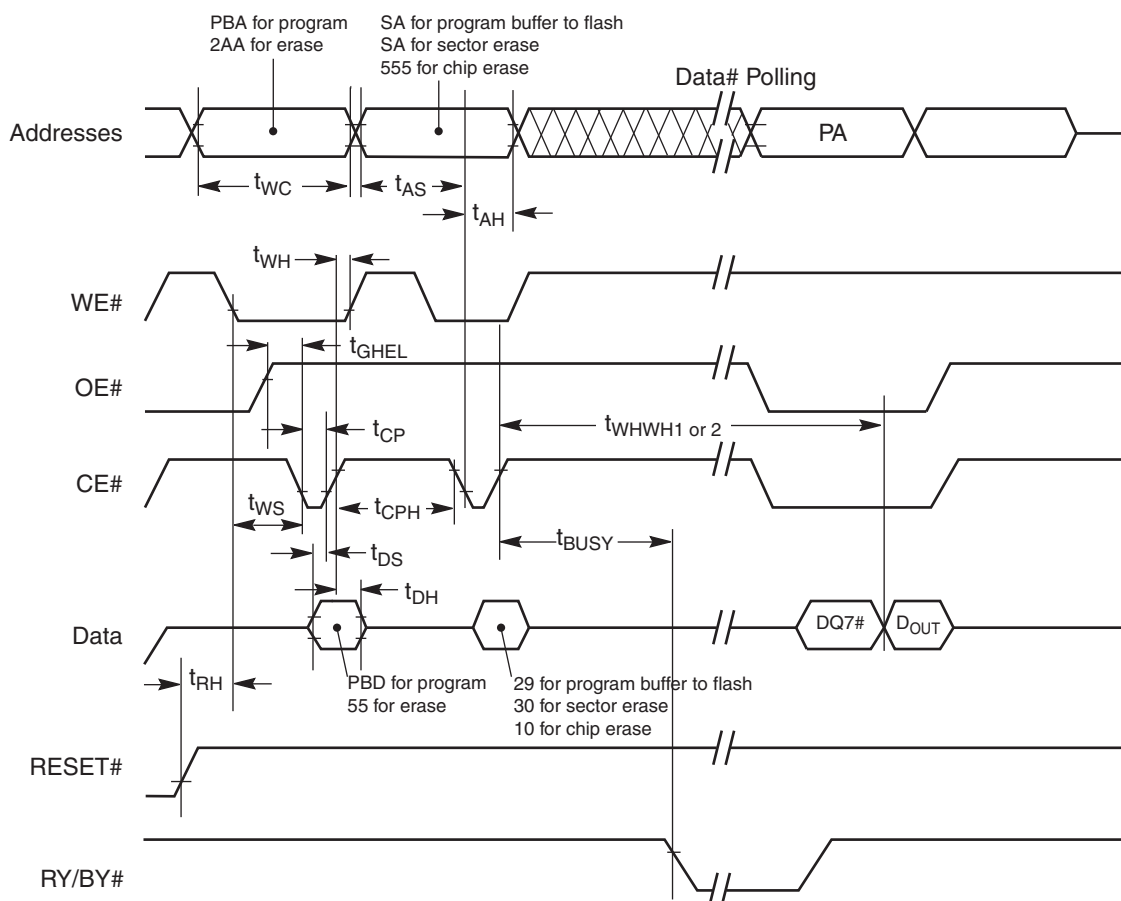 PBA for program
2AA for erase
SA for program buffer to flash
SA for sector erase
555 for chip erase
Data# Polling
Addresses
PA
tWC
tAS
tAH
tWH
WE#
tGHEL
OE#
tWHWH1 or 2
tCP
CE#
tWS
tCPH
tBUSY
tDS
tDH
Data
DQ7#
DOUT
tRH
PBD for program
55 for erase
29 for program buffer to flash
30 for sector erase
10 for chip erase
RESET#
RY/BY#